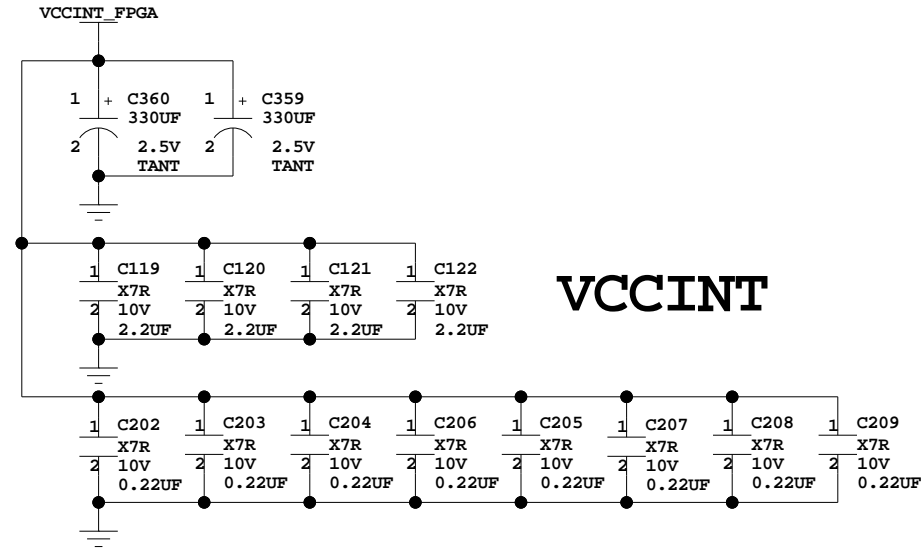 VCCINT_FPGA
1 + C360 1 + C359
330UF 330UF
2 2.5V 2 2.5V
TANT TANT
1 C119 1 C120 1 C121 1 C122
X7R X7R X7R X7R
2 10V 2 10V 2 10V 2 10V
2.2UF 2.2UF 2.2UF 2.2UF
VCCINT
1 C202 1 C203 1 C204 1 C206 1 C205 1 C207 1 C208 1 C209
X7R X7R X7R X7R X7R X7R X7R X7R
2 10V 2 10V 2 10V 2 10V 2 10V 2 10V 2 10V 2 10V
0.22UF 0.22UF 0.22UF 0.22UF 0.22UF 0.22UF 0.22UF 0.22UF